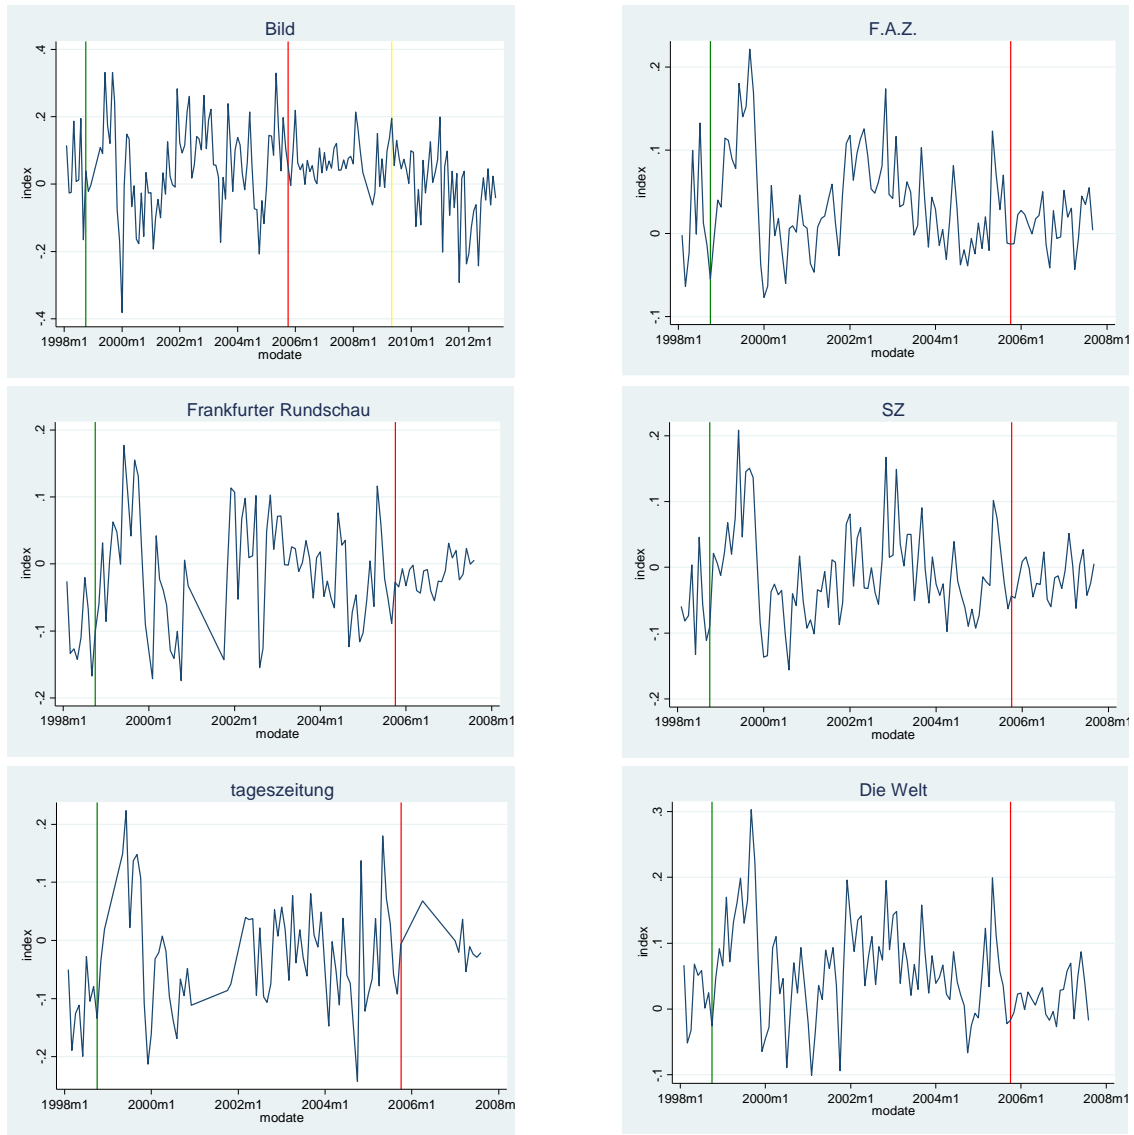 Bild
.4
.2
0
-.2
-.4
index
1998m1 2000m1 2002m1 2004m1 2006m1 2008m1 2010m1 2012m1
modate
F.A.Z.
.2
.1
0
-.1
index
1998m1 2000m1 2002m1 2004m1 2006m1 2008m1
modate
Frankfurter Rundschau
.2
.1
0
-.1
-.2
index
1998m1 2000m1 2002m1 2004m1 2006m1 2008m1
modate
SZ
.2
.1
0
-.1
-.2
index
1998m1 2000m1 2002m1 2004m1 2006m1 2008m1
modate
tageszeitung
.2
.1
0
-.1
-.2
index
1998m1 2000m1 2002m1 2004m1 2006m1 2008m
modate
Die Welt
.3
.2
.1
0
-.1
index
1998m1 2000m1 2002m1 2004m1 2006m1 2008m1
modate